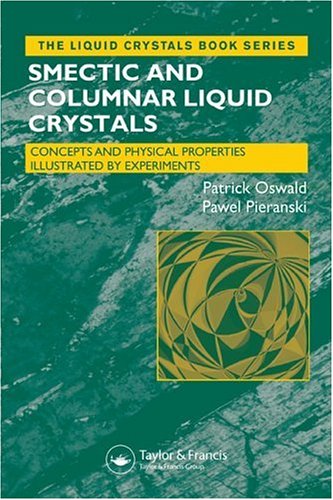 THE LIQUID CRYSTALS BOOK SERIES
SMECTIC AND
COLUMNAR LIQUID
CRYSTALS
CONCEPTS AND PHYSICAL PROPERTIES
ILLUSTRATED BY EXPERIMENTS
Patrick Oswald
Pawel Pieranski
Taylor & Francis
Taylor & Francis Group